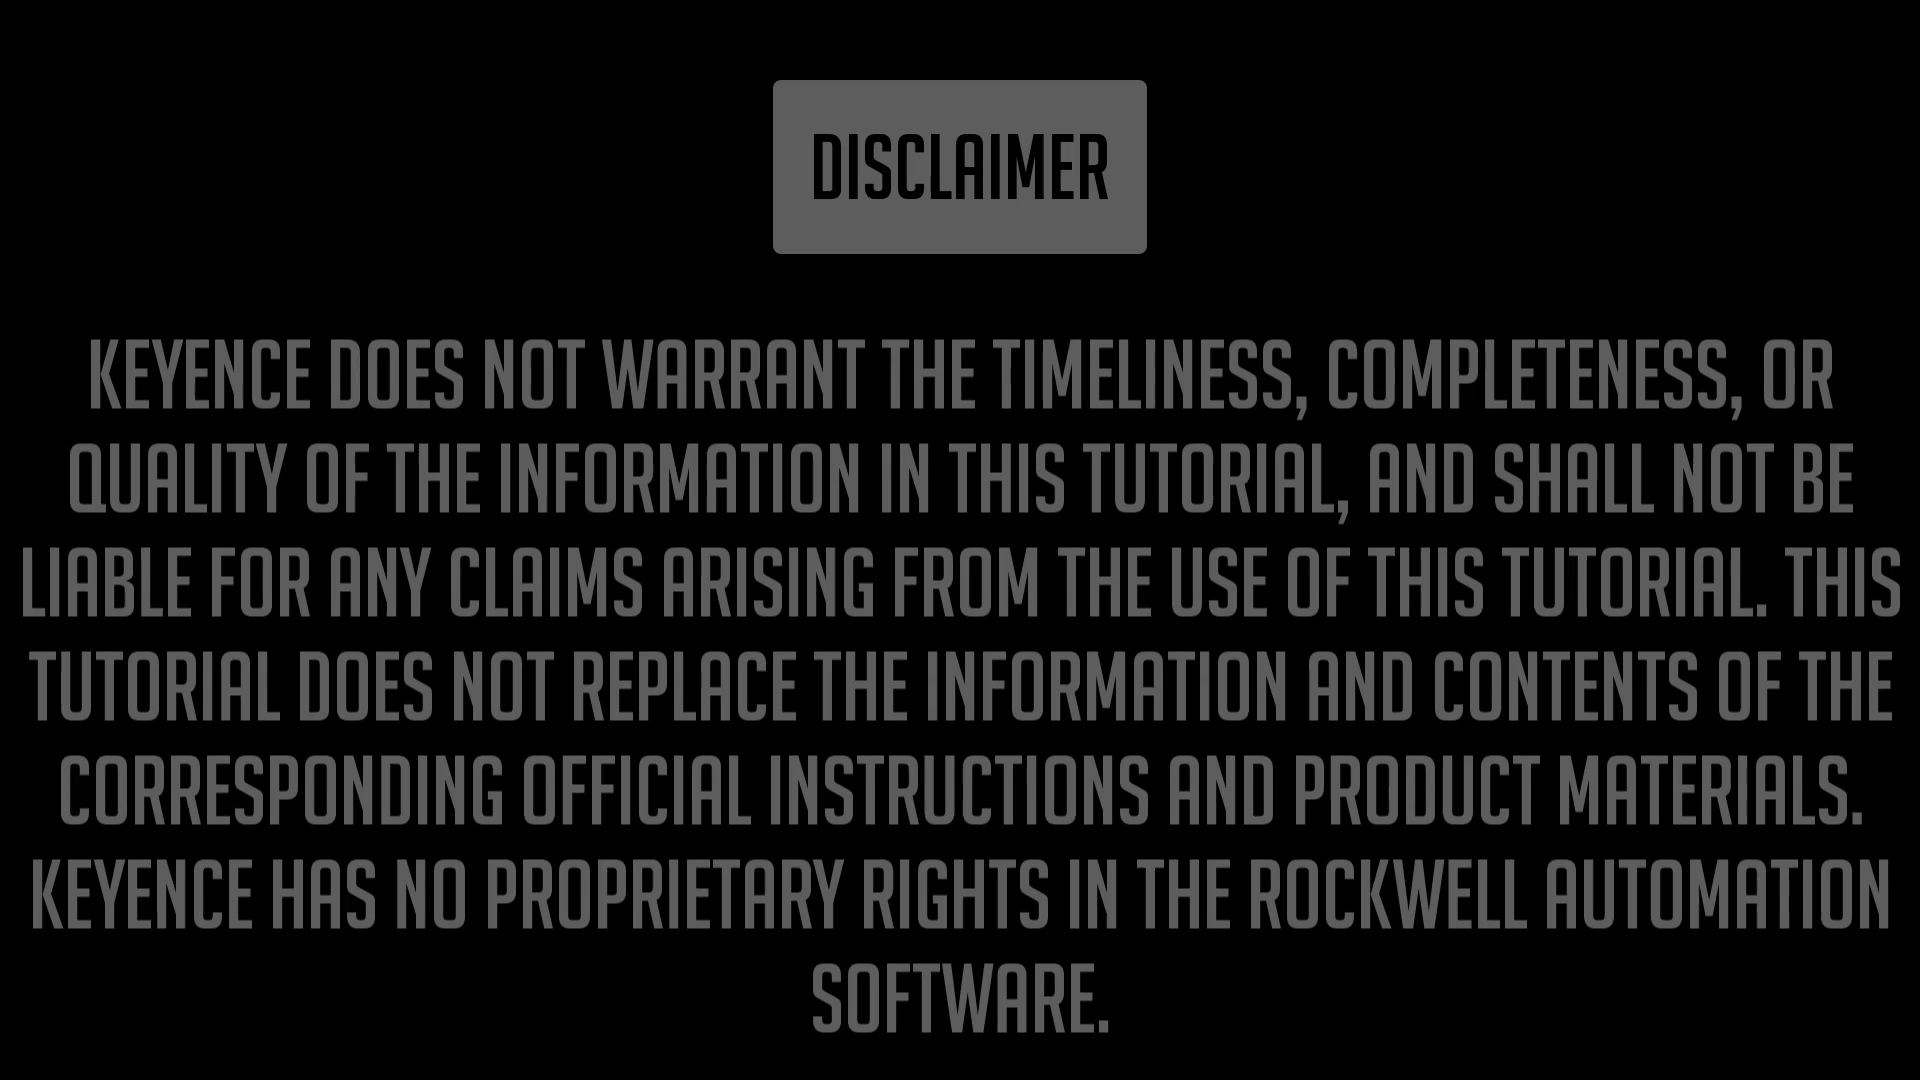 DISCLAIMER
KEYENCE DOES NOT WARRANT THE TIMELINESS, COMPLETENESS, OR
QUALITY OF THE INFORMATION IN THIS TUTORIAL, AND SHALL NOT BE
LIABLE FOR ANY CLAIMS ARISING FROM THE USE OF THIS TUTORIAL. THIS
TUTORIAL DOES NOT REPLACE THE INFORMATION AND CONTENTS OF THE
CORRESPONDING OFFICIAL INSTRUCTIONS AND PRODUCT MATERIALS.
KEYENCE HAS NO PROPRIETARY RIGHTS IN THE ROCKWELL AUTOMATION
SOFTWARE.